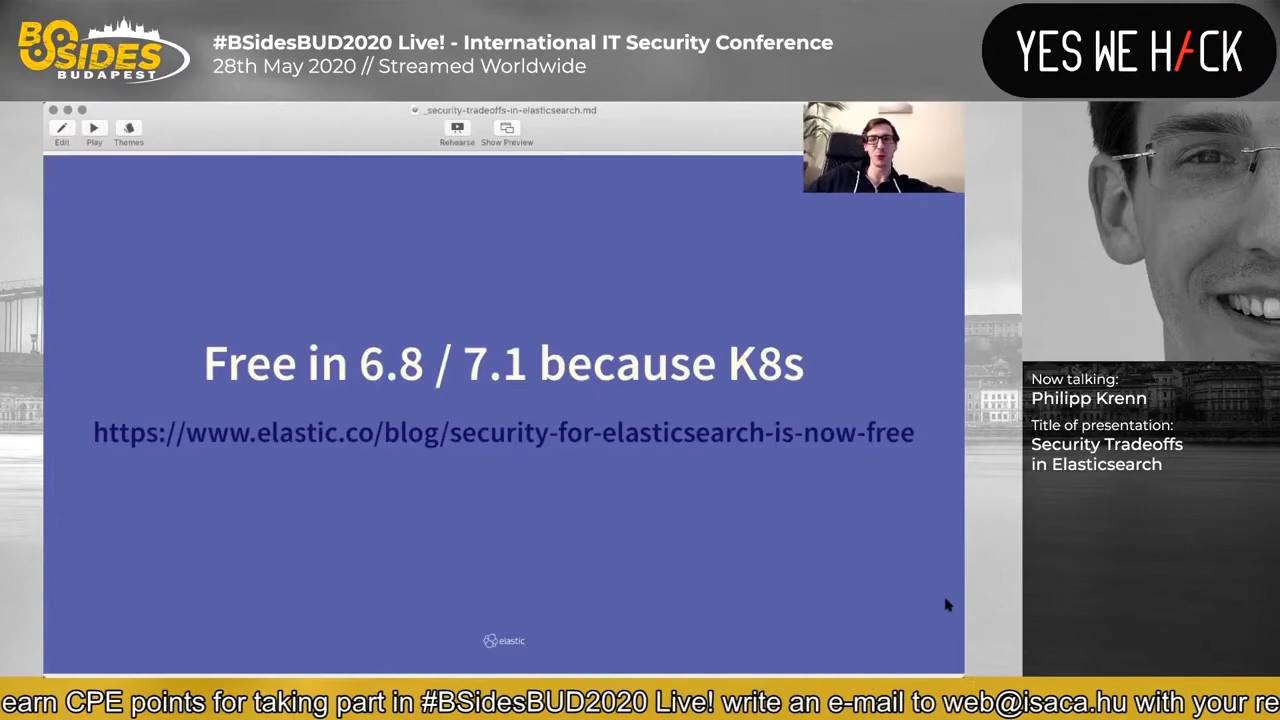 BSIDES
BUDAPEST
#BSidesBUD2020 Live! - International IT Security Conference
28th May 2020 // Streamed Worldwide
YES WE H/CK
_security-tradeoffs-in-elasticsearch.md
Edit
Play
Themes
Rehearse
Show Preview
Free in 6.8 / 7.1 because K8s
https://www.elastic.co/blog/security-for-elasticsearch-is-now-free
elastic
Now talking:
Philipp Krenn
Title of presentation:
Security Tradeoffs
in Elasticsearch
earn CPE points for taking part in #BSidesBUD2020 Live! write an e-mail to web@isaca.hu with your re